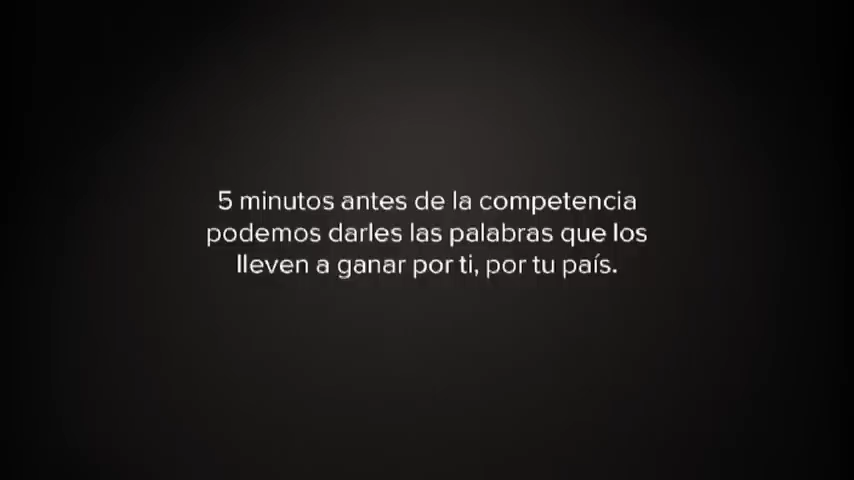 5 minutos antes de la competencia
podemos darles las palabras que los
lleven a ganar por ti, por tu país.